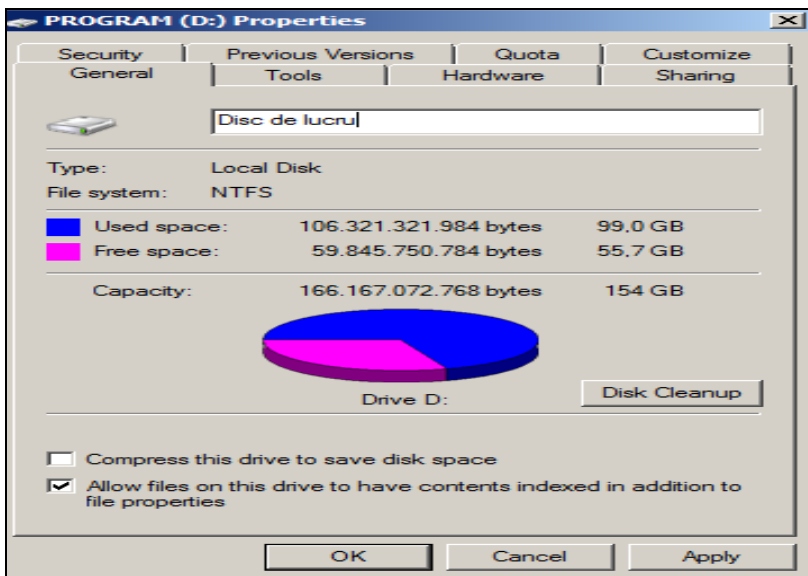 PROGRAM (D:) Properties
Security Previous Versions Quota Customize
General Tools Hardware Sharing
Disc de lucru
Type: Local Disk
File system: NTFS
Used space: 106.321.321.984 bytes 99,0 GB
Free space: 59.845.750.784 bytes 55,7 GB
Capacity: 166.167.072.768 bytes 154 GB
Drive D:
Disk Cleanup
Compress this drive to save disk space
Allow files on this drive to have contents indexed in addition to
file properties
OK Cancel Apply